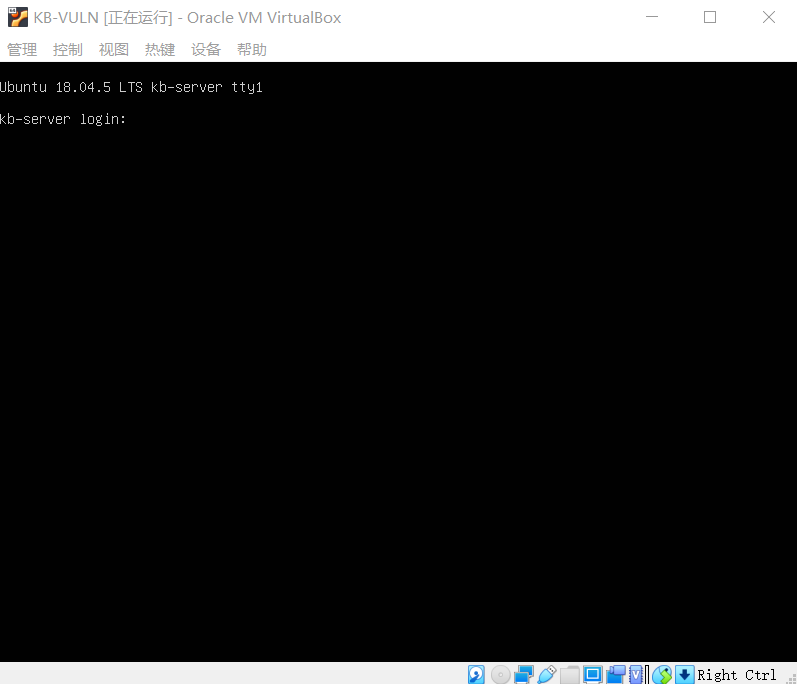 KB-VULN [正在运行] - Oracle VM VirtualBox
管理 控制 视图 热键 设备 帮助
Ubuntu 18.04.5 LTS kb-server tty1
kb-server login:
Right Ctrl